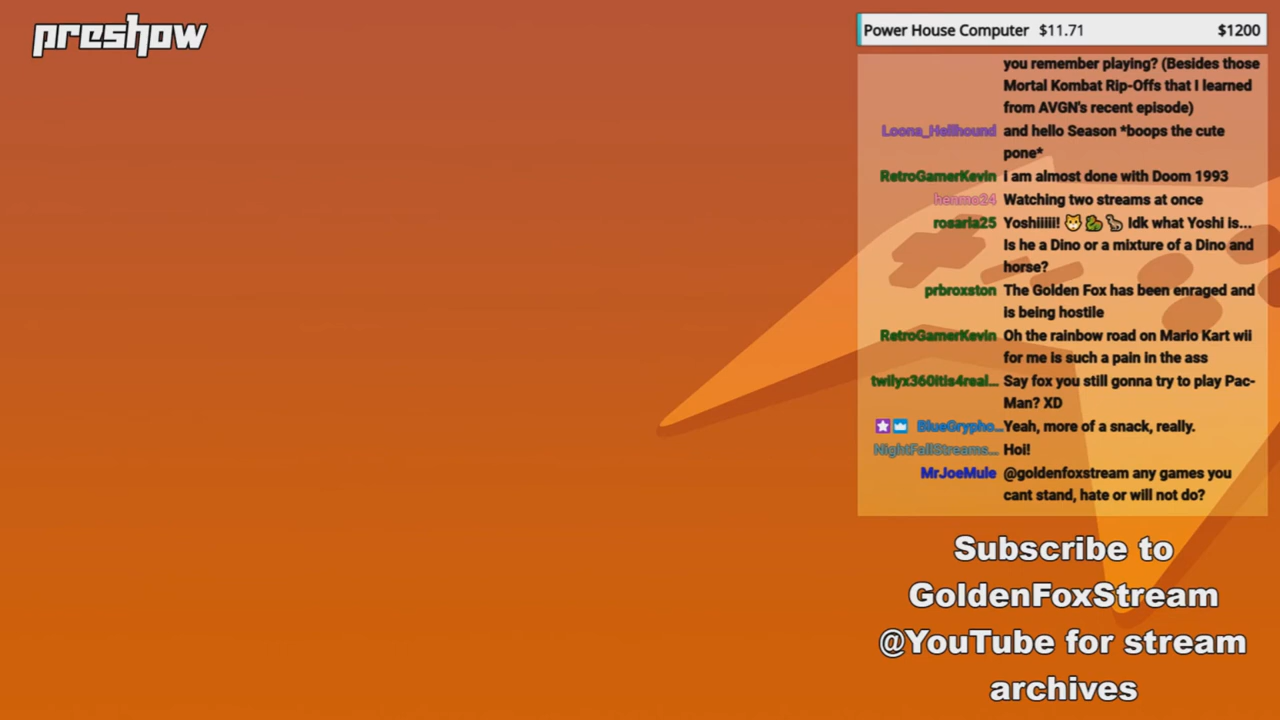 preshow
Power House Computer $11.71 $1200
you remember playing? (Besides those
Mortal Kombat Rip-Offs that I learned
from AVGN's recent episode)
Loona_Hellhound and hello Season *boops the cute
pone*
RetroGamerKevin i am almost done with Doom 1993
henmo24 Watching two streams at once
rosaria25 Yoshiiiii! 🐱🐍🦕 Idk what Yoshi is...
Is he a Dino or a mixture of a Dino and
horse?
prbroxston The Golden Fox has been enraged and
is being hostile
RetroGamerKevin Oh the rainbow road on Mario Kart wii
for me is such a pain in the ass
twilyx360itis4real... Say fox you still gonna try to play Pac-
Man? XD
BlueGrypho... Yeah, more of a snack, really.
NightFallStreams... Hoi!
MrJoeMule @goldenfoxstream any games you
cant stand, hate or will not do?
Subscribe to
GoldenFoxStream
@YouTube for stream
archives